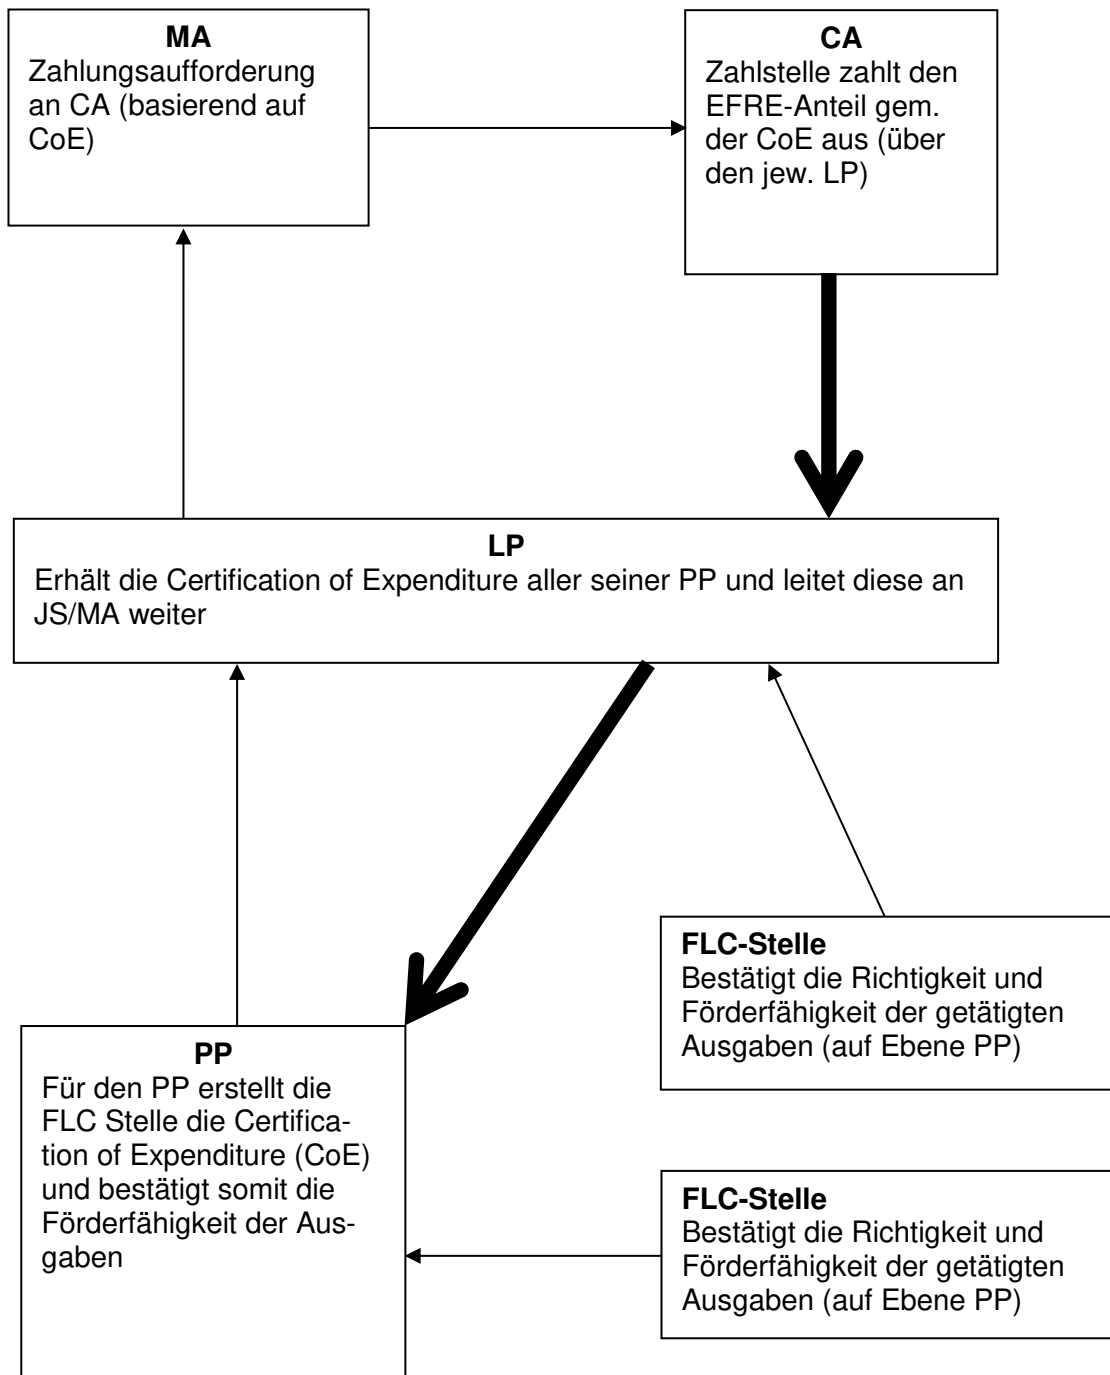 MA
Zahlungsaufforderung
an CA (basierend auf
CoE)
CA
Zahlstelle zahlt den
EFRE-Anteil gem.
der CoE aus (über
den jew. LP)
LP
Erhält die Certification of Expenditure aller seiner PP und leitet diese an
JS/MA weiter
FLC-Stelle
Bestätigt die Richtigkeit und
Förderfähigkeit der getätigten
Ausgaben (auf Ebene PP)
PP
Für den PP erstellt die
FLC Stelle die Certifica-
tion of Expenditure (CoE)
und bestätigt somit die
Förderfähigkeit der Aus-
gaben
FLC-Stelle
Bestätigt die Richtigkeit und
Förderfähigkeit der getätigten
Ausgaben (auf Ebene PP)